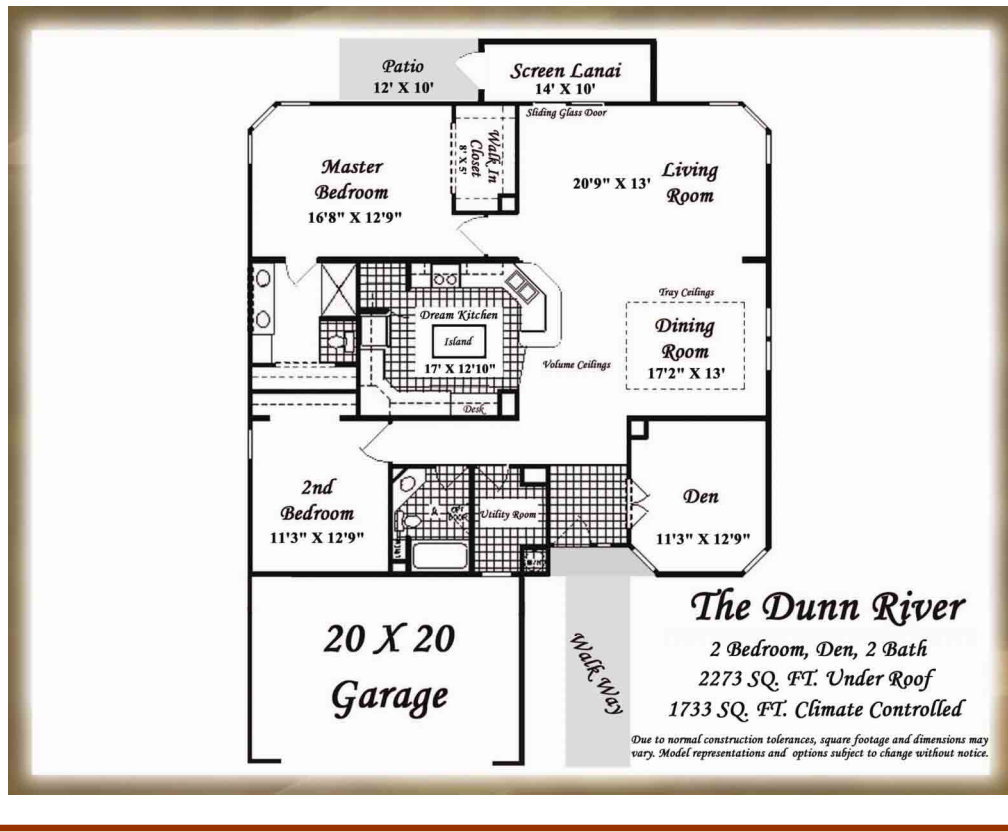 Patio
12' X 10'
Screen Lanai
14' X 10'
Sliding Glass Door
Master
Bedroom
16'8" X 12'9"
Walk In
Closet
8' X 5'
20'9" X 13'
Living
Room
Tray Ceilings
Dining
Room
17'2" X 13'
Dream Kitchen
Island
17' X 12'10"
Desk
Volume Ceilings
2nd
Bedroom
11'3" X 12'9"
Utility Room
Den
11'3" X 12'9"
20 X 20
Garage
Walk Way
The Dunn River
2 Bedroom, Den, 2 Bath
2273 SQ. FT. Under Roof
1733 SQ. FT. Climate Controlled
Due to normal construction tolerances, square footage and dimensions may
vary. Model representations and options subject to change without notice.